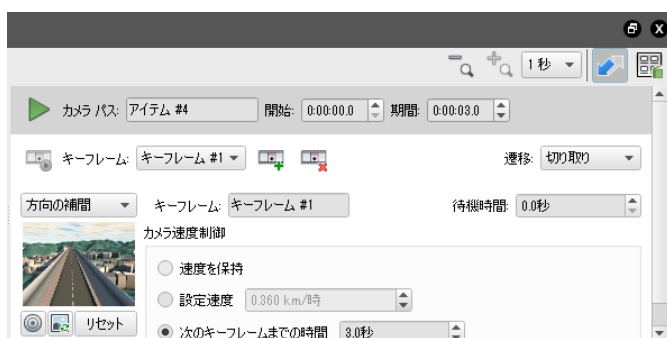 1 秒
カメラ パス: アイテム #4 開始: 0:00:00.0 期間: 0:00:03.0
キーフレーム: キーフレーム #1 遷移: 切り取り
方向の補間 キーフレーム: キーフレーム #1 待機時間: 0.0秒
カメラ速度制御
速度を保持
設定速度 0.360 km/時
リセット 次のキーフレームまでの時間 3.0秒